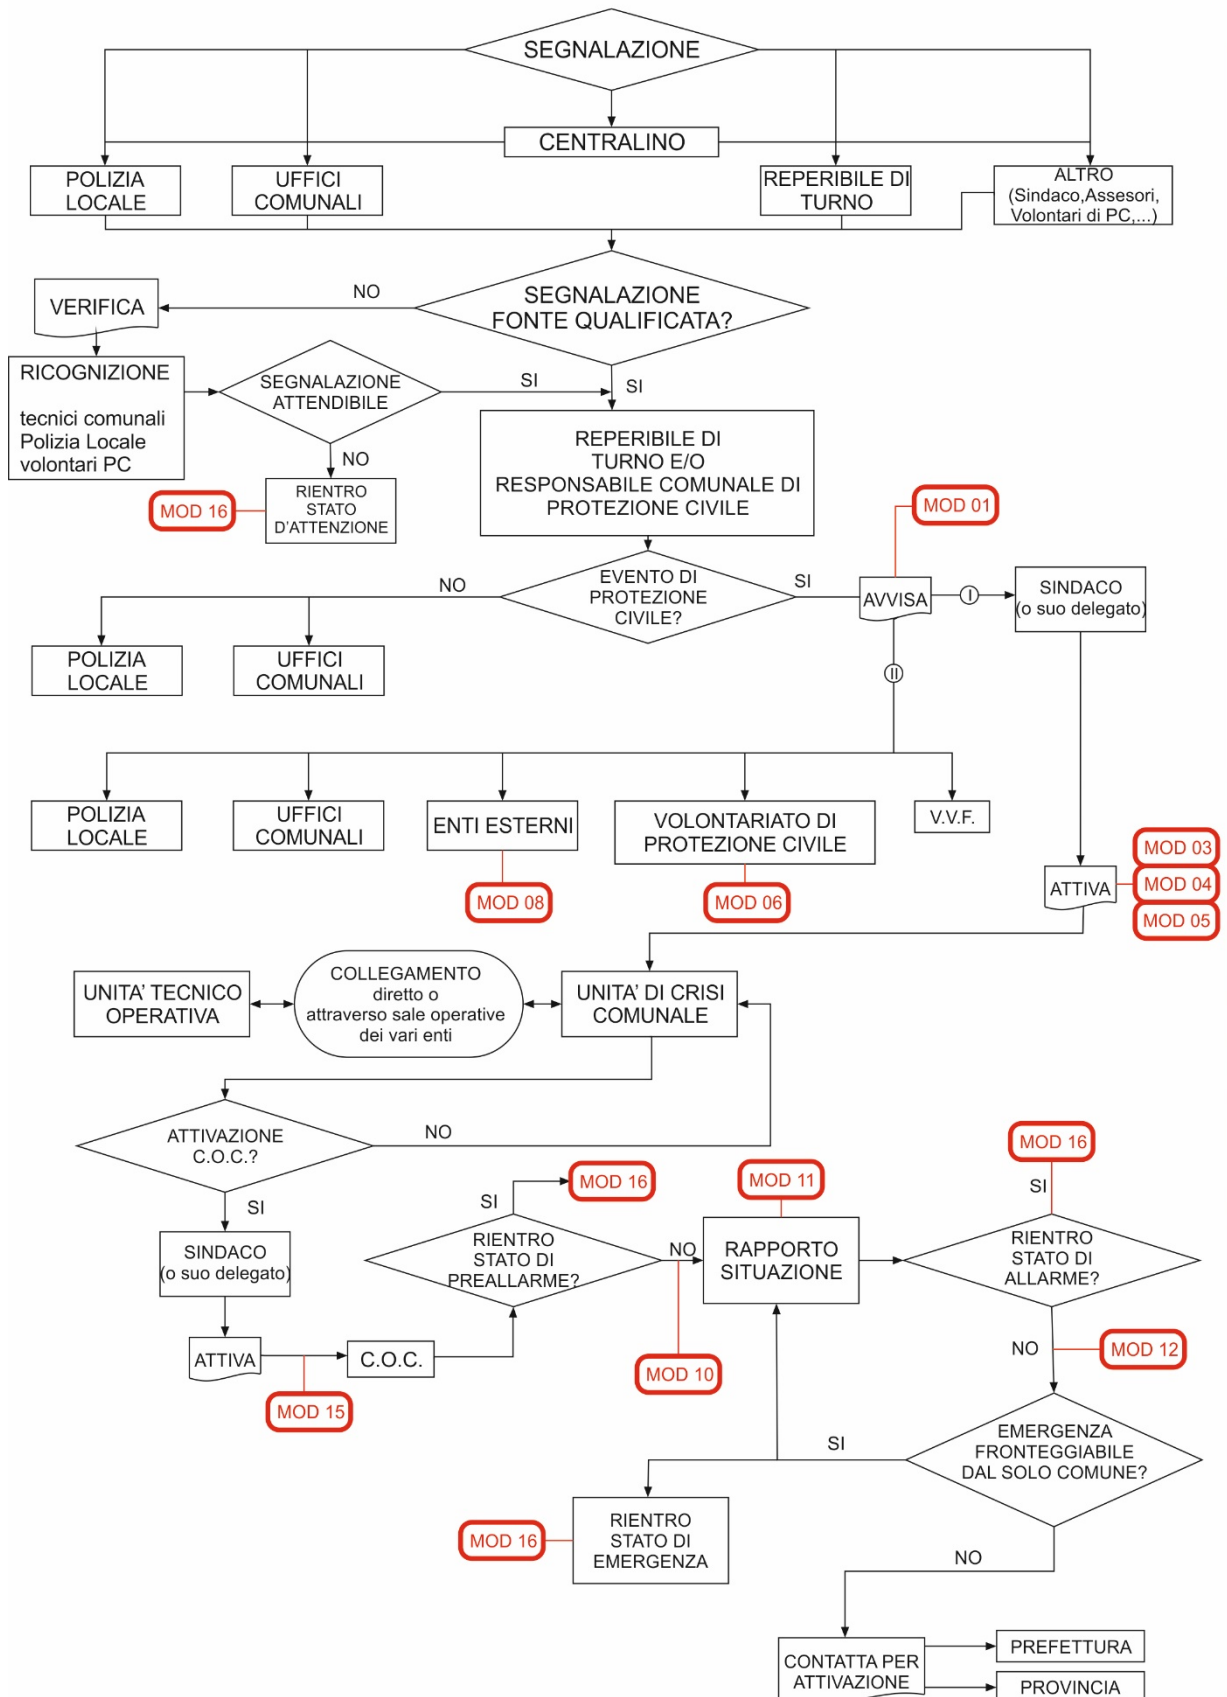 SEGNALAZIONE
CENTRALINO
POLIZIA
LOCALE
UFFICI
COMUNALI
REPERIBILE DI
TURNO
ALTRO
(Sindaco,Assesori,
Volontari di PC,...)
SEGNALAZIONE
FONTE QUALIFICATA?
NO
VERIFICA
RICOGNIZIONE
tecnici comunali
Polizia Locale
volontari PC
SEGNALAZIONE
ATTENDIBILE
SI
SI
NO
RIENTRO
STATO
D'ATTENZIONE
MOD 16
REPERIBILE DI
TURNO E/O
RESPONSABILE COMUNALE DI
PROTEZIONE CIVILE
MOD 01
EVENTO DI
PROTEZIONE
CIVILE?
NO
SI
AVVISA
I
SINDACO
(o suo delegato)
POLIZIA
LOCALE
UFFICI
COMUNALI
II
POLIZIA
LOCALE
UFFICI
COMUNALI
ENTI ESTERNI
VOLONTARIATO DI
PROTEZIONE CIVILE
V.V.F.
MOD 08
MOD 06
ATTIVA
MOD 03
MOD 04
MOD 05
UNITA' TECNICO
OPERATIVA
COLLEGAMENTO
diretto o
attraverso sale operative
dei vari enti
UNITA' DI CRISI
COMUNALE
ATTIVAZIONE
C.O.C.?
NO
SI
SINDACO
(o suo delegato)
ATTIVA
MOD 15
C.O.C.
RIENTRO
STATO DI
PREALLARME?
SI
MOD 16
NO
MOD 10
MOD 11
RAPPORTO
SITUAZIONE
MOD 16
SI
RIENTRO
STATO DI
ALLARME?
NO
MOD 12
EMERGENZA
FRONTEGGIABILE
DAL SOLO COMUNE?
SI
RIENTRO
STATO DI
EMERGENZA
MOD 16
NO
CONTATTA PER
ATTIVAZIONE
PREFETTURA
PROVINCIA